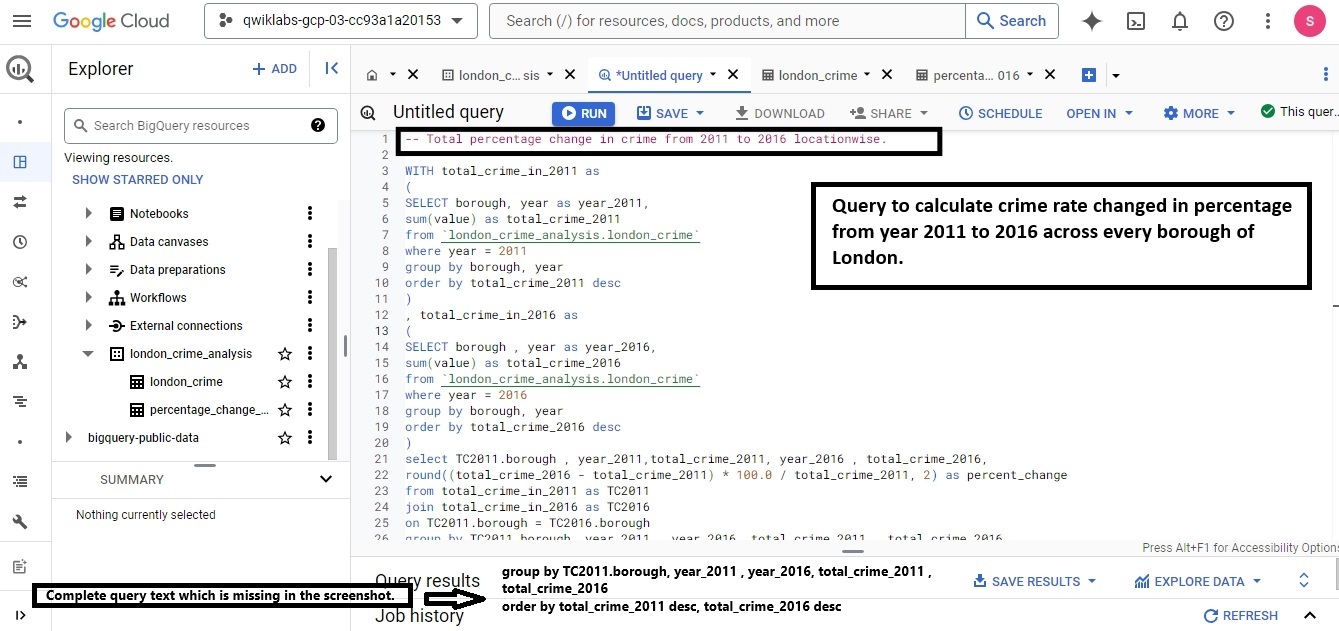 Google Cloud
qwiklabs-gcp-03-cc93a1a20153
Search (/) for resources, docs, products, and more
Search
S
Explorer
+ ADD
london_c... sis
*Untitled query
london_crime
percenta... 016
Search BigQuery resources
Viewing resources.
SHOW STARRED ONLY
Notebooks
Data canvases
Data preparations
Workflows
External connections
london_crime_analysis
london_crime
percentage_change_...
bigquery-public-data
SUMMARY
Nothing currently selected
Untitled query
RUN
SAVE
DOWNLOAD
SHARE
SCHEDULE
OPEN IN
MORE
This quer...
1 -- Total percentage change in crime from 2011 to 2016 locationwise.
2
3 WITH total_crime_in_2011 as
4 (
5 SELECT borough, year as year_2011,
6 sum(value) as total_crime_2011
7 from `london_crime_analysis.london_crime`
8 where year = 2011
9 group by borough, year
10 order by total_crime_2011 desc
11 )
12 , total_crime_in_2016 as
13 (
14 SELECT borough , year as year_2016,
15 sum(value) as total_crime_2016
16 from `london_crime_analysis.london_crime`
17 where year = 2016
18 group by borough, year
19 order by total_crime_2016 desc
20 )
21 select TC2011.borough , year_2011,total_crime_2011, year_2016 , total_crime_2016,
22 round((total_crime_2016 - total_crime_2011) * 100.0 / total_crime_2011, 2) as percent_change
23 from total_crime_in_2011 as TC2011
24 join total_crime_in_2016 as TC2016
25 on TC2011.borough = TC2016.borough
26 group by TC2011.borough, year_2011 , year_2016, total_crime_2011 , total_crime_2016
Query to calculate crime rate changed in percentage
from year 2011 to 2016 across every borough of
London.
Press Alt+F1 for Accessibility Options
Query results
group by TC2011.borough, year_2011 , year_2016, total_crime_2011 ,
total_crime_2016
order by total_crime_2011 desc, total_crime_2016 desc
SAVE RESULTS
EXPLORE DATA
Complete query text which is missing in the screenshot.
Job history
REFRESH